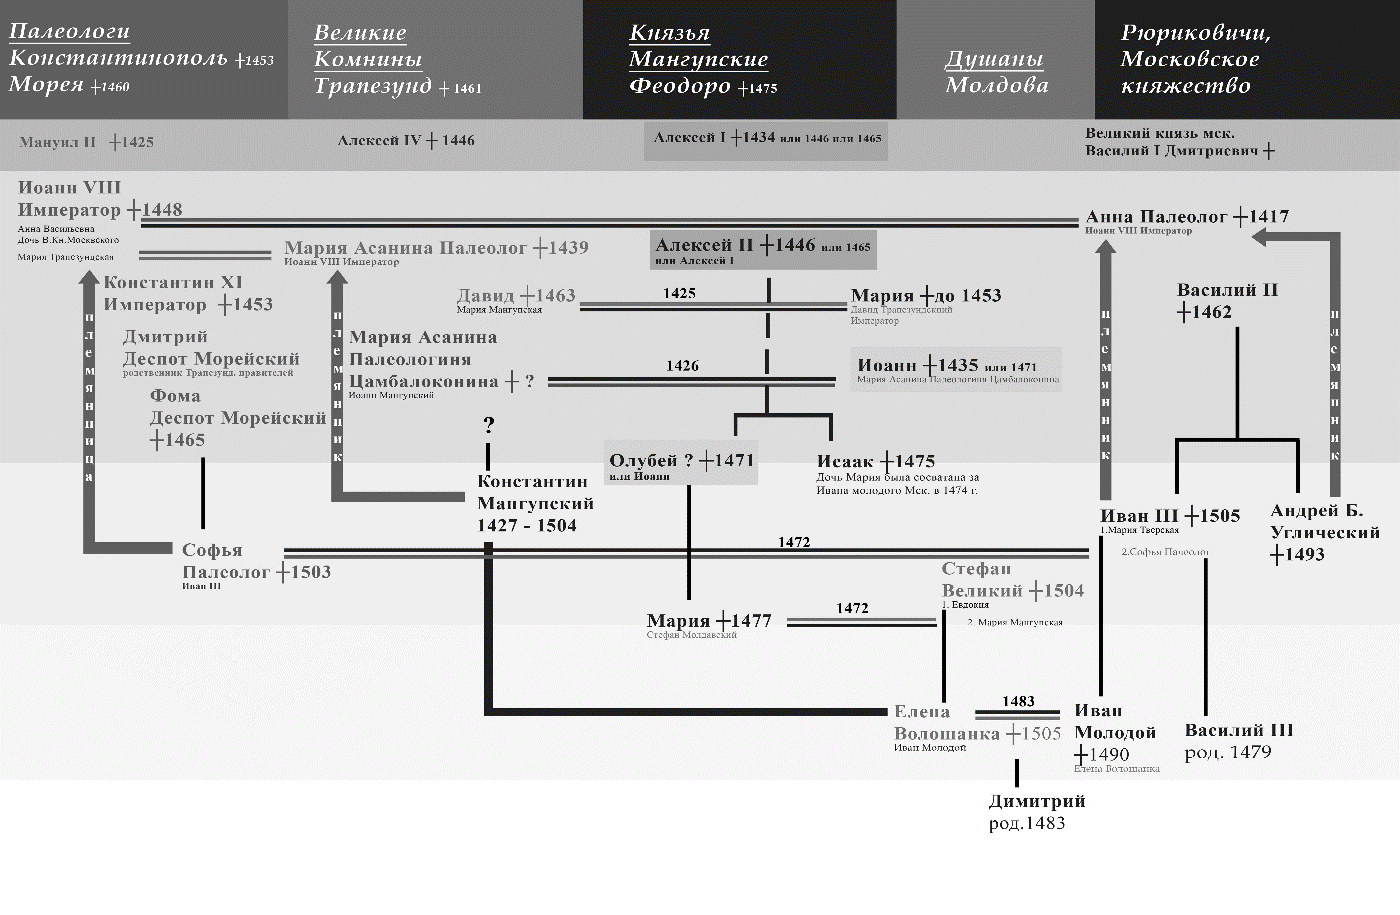 Палеологи
Константинополь ┼1453
Морея ┼1460
Великие
Комнины
Трапезунд ┼ 1461
Князья
Мангупские
Феодоро ┼1475
Душаны
Молдова
Рюриковичи,
Московское
княжество
Мануил II ┼1425
Алексей IV ┼ 1446
Алексей I ┼1434 или 1446 или 1465
Великий князь мск.
Василий I Дмитриевич ┼
Иоанн VIII
Император ┼1448
Анна Васильевна
Дочь В.Кн.Москвского
Мария Трапезундская
Мария Асанина Палеолог ┼1439
Иоанн VIII Император
Алексей II ┼1446 или 1465
или Алексей I
Анна Палеолог ┼1417
Иоанн VIII Император
Константин XI
Император ┼1453
Давид ┼1463
Мария Мангупская
1425
Мария ┼до 1453
Давид Трапезундсккий
Император
Василий II
┼1462
Дмитрий
Деспот Морейский
родственник Трапезунд. правителей
Мария Асанина
Палеологиня
Цамбалоконина ┼ ?
Иоанн Мангупский
1426
Иоанн ┼1435 или 1471
Мария Асанина Палеологиня Цамбалоконина
Фома
Деспот Морейский
┼1465
племянница
племянник
племянник
племянник
?
Олубей ? ┼1471
или Иоанн
Исаак ┼1475
Дочь Мария была сосватана за
Ивана молодого Мск. в 1474 г.
Константин
Мангупский
1427 - 1504
Иван III ┼1505
1.Мария Тверская
2.Софья Палеолог
Андрей Б.
Углический
┼1493
Софья
Палеолог ┼1503
Иван III
1472
Стефан
Великий ┼1504
1. Евдокия
2. Мария Мангупская
Мария ┼1477
Стефан Молдавский
1472
Елена
Волошанка ┼1505
Иван Молодой
1483
Иван
Молодой
┼1490
Елена Волошанка
Василий III
род. 1479
Димитрий
род.1483